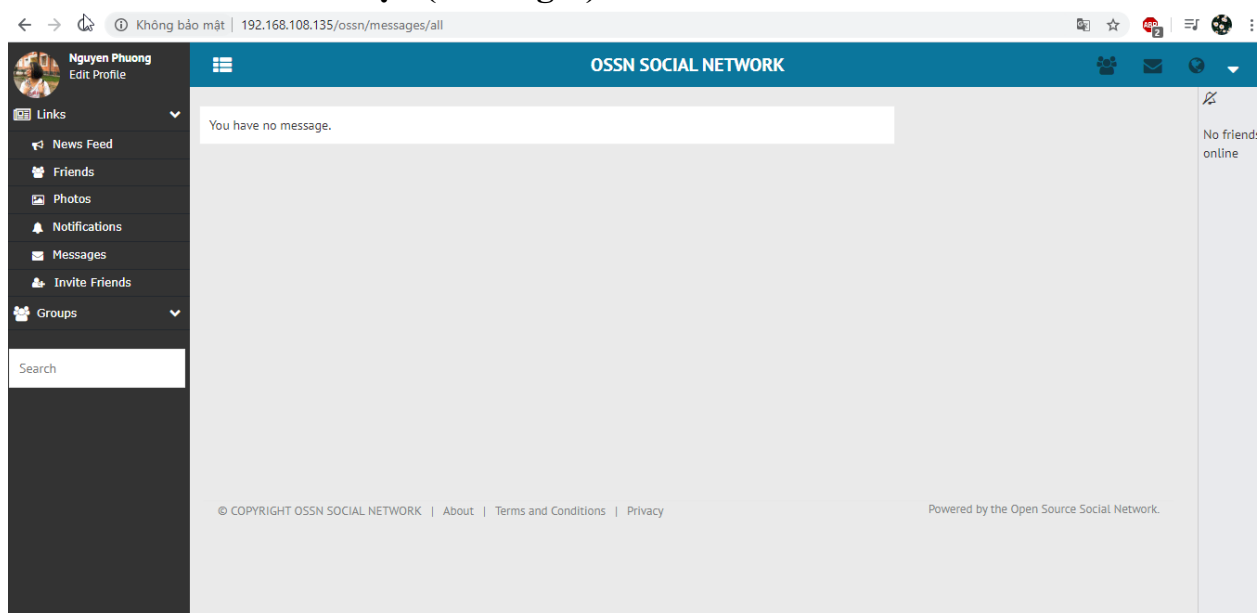 (
)
Không bảo mật | 192.168.108.135/ossn/messages/all
ABP
2
Nguyen Phuong
Edit Profile
OSSN SOCIAL NETWORK
Links
You have no message.
News Feed
Friends
Photos
Notifications
Messages
Invite Friends
Groups
Search
No friends
online
© COPYRIGHT OSSN SOCIAL NETWORK | About | Terms and Conditions | Privacy
Powered by the Open Source Social Network.